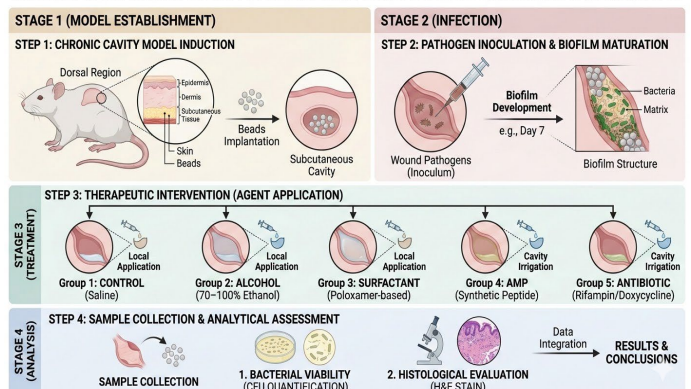 STAGE 1 (MODEL ESTABLISHMENT)
STEP 1: CHRONIC CAVITY MODEL INDUCTION
Dorsal Region
Epidermis
Dermis
Subcutaneous
Tissue
Skin
Beads
Beads
Implantation
Subcutaneous
Cavity
STAGE 2 (INFECTION)
STEP 2: PATHOGEN INOCULATION & BIOFILM MATURATION
Wound Pathogens
(Inoculum)
Biofilm
Development
e.g., Day 7
Bacteria
Matrix
Biofilm Structure
STAGE 3
(TREATMENT)
STEP 3: THERAPEUTIC INTERVENTION (AGENT APPLICATION)
Local
Application
Group 1: CONTROL
(Saline)
Local
Application
Group 2: ALCOHOL
(70–100% Ethanol)
Local
Application
Group 3: SURFACTANT
(Poloxamer-based)
Cavity
Irrigation
Group 4: AMP
(Synthetic Peptide)
Cavity
Irrigation
Group 5: ANTIBIOTIC
(Rifampin/Doxycycline)
STAGE 4
(ANALYSIS)
STEP 4: SAMPLE COLLECTION & ANALYTICAL ASSESSMENT
SAMPLE COLLECTION
1. BACTERIAL VIABILITY
(CFU QUANTIFICATION)
2. HISTOLOGICAL EVALUATION
(H&E STAIN)
Data
Integration
RESULTS &
CONCLUSIONS